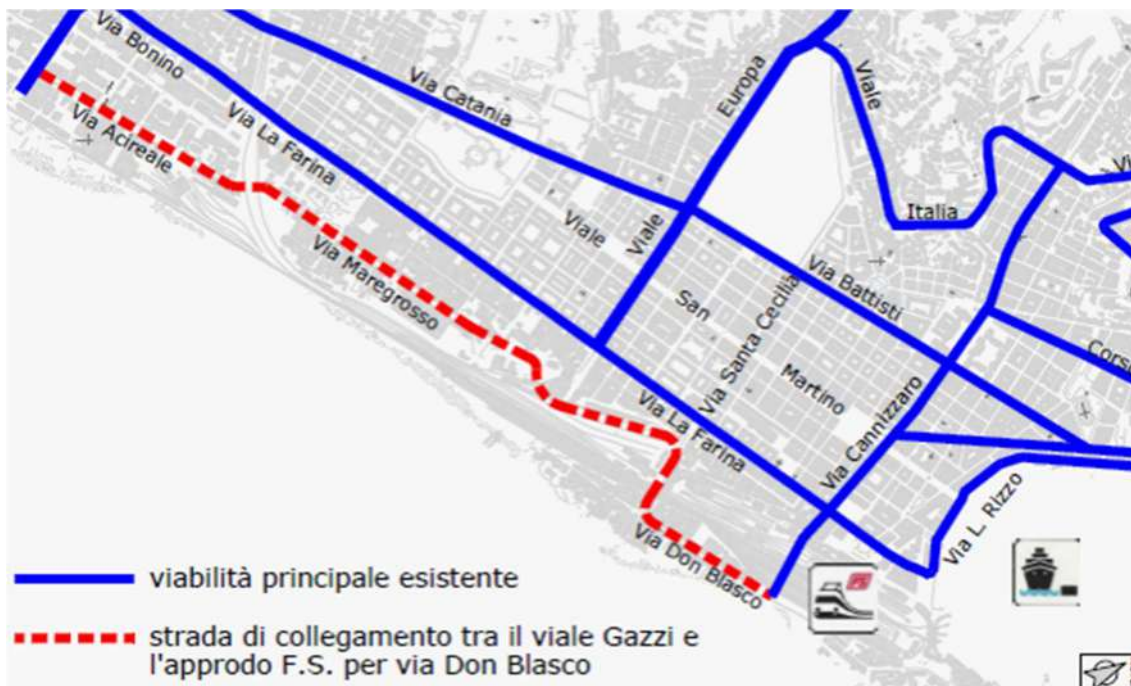 Via Bonino
Via Catania
Europa
Viale
Via Acireale
Via La Farina
Italia
Viale
Viale
Via Maregrosso
Via Battisti
San
Via Santa Cecilia
Martino
Corso
Via La Farina
Via Cannizzaro
Via L. Rizzo
Via Don Blasco
FS
viabilità principale esistente
strada di collegamento tra il viale Gazzi e
l'approdo F.S. per via Don Blasco